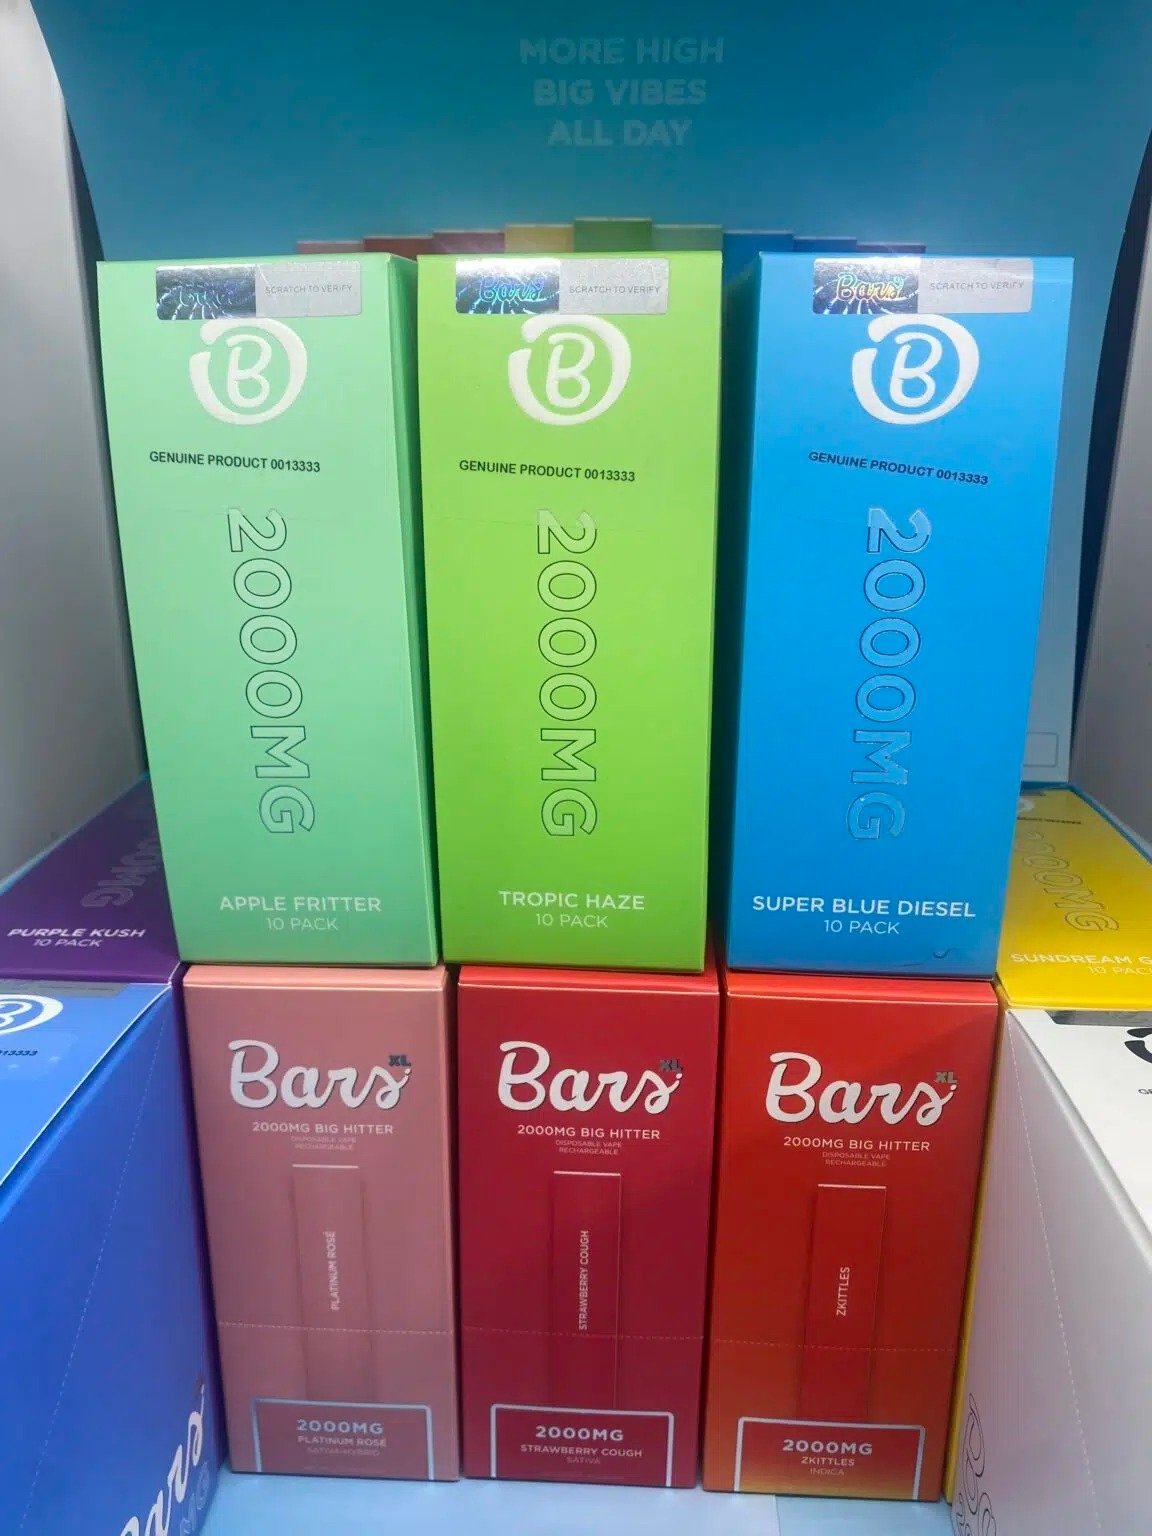 MORE HIGH
BIG VIBES
ALL DAY
SCRATCH TO VERIFY
B
GENUINE PRODUCT 0013333
2000MG
APPLE FRITTER
10 PACK
Bars
SCRATCH TO VERIFY
B
GENUINE PRODUCT 0013333
2000MG
TROPIC HAZE
10 PACK
Bars
SCRATCH TO VERIFY
B
GENUINE PRODUCT 0013333
2000MG
SUPER BLUE DIESEL
10 PACK
PURPLE KUSH
10 PACK
SUNDREAM
10 PACK
Bars XL
2000MG BIG HITTER
DISPOSABLE VAPE
RECHARGEABLE
PLATINUM ROSÉ
2000MG
PLATINUM ROSÉ
SATIVA HYBRID
Bars XL
2000MG BIG HITTER
DISPOSABLE VAPE
RECHARGEABLE
STRAWBERRY COUGH
2000MG
STRAWBERRY COUGH
SATIVA
Bars XL
2000MG BIG HITTER
DISPOSABLE VAPE
RECHARGEABLE
ZKITTLES
2000MG
ZKITTLES
INDICA